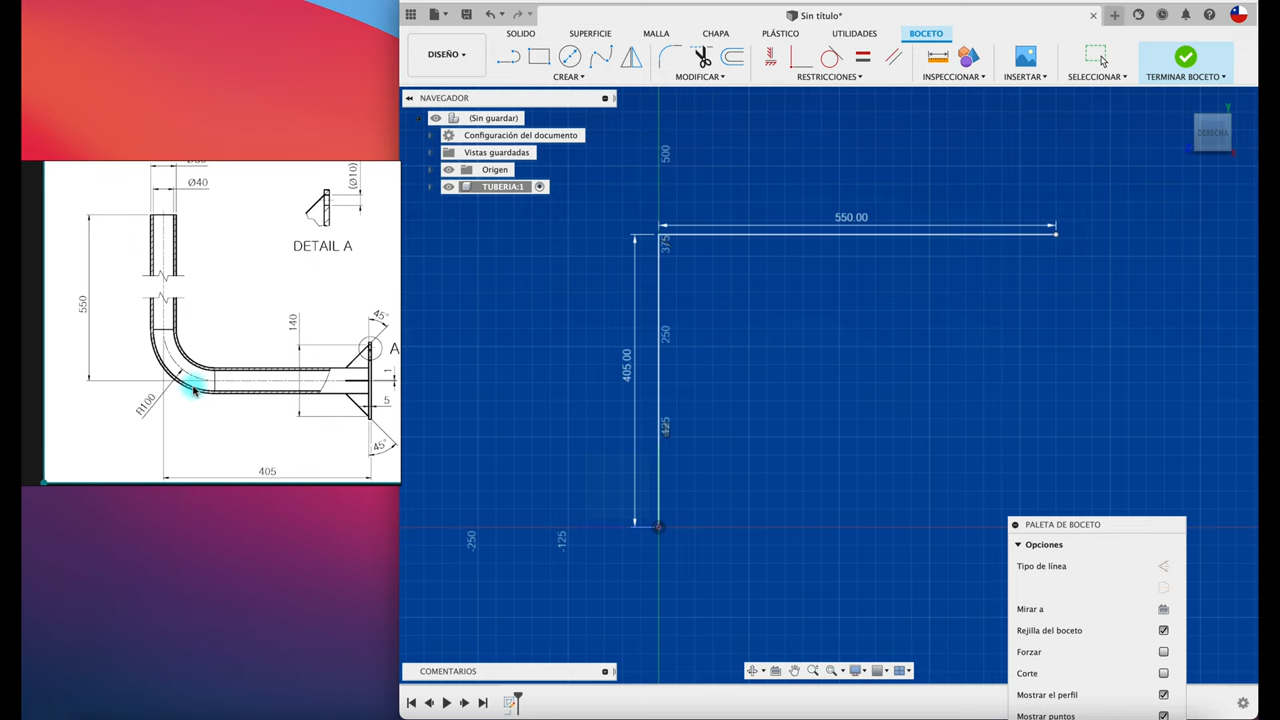 Sin título*
SOLIDO SUPERFICIE MALLA CHAPA PLÁSTICO UTILIDADES BOCETO
DISEÑO
CREAR MODIFICAR RESTRICCIONES INSPECCIONAR INSERTAR SELECCIONAR TERMINAR BOCETO
NAVEGADOR
(Sin guardar)
Configuración del documento
Vistas guardadas
Origen
TUBERIA:1
DERECHA
Y
Ø40
(Ø10)
DETAIL A
550
140
45°
A
1
5
R100
45°
405
500
550.00
375
250
405.00
125
-250
-125
PALETA DE BOCETO
Opciones
Tipo de línea
Mirar a
Rejilla del boceto
Forzar
Corte
Mostrar el perfil
Mostrar puntos
COMENTARIOS